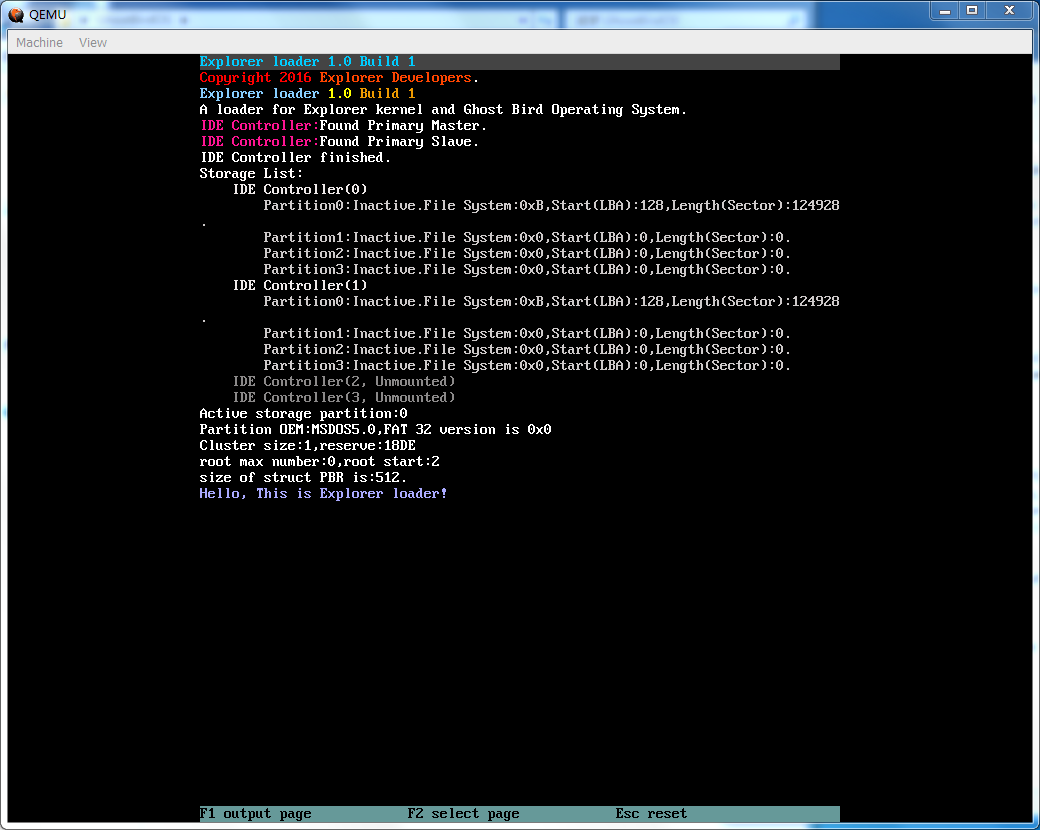 QEMU
Machine View
Explorer loader 1.0 Build 1
Copyright 2016 Explorer Developers.
Explorer loader 1.0 Build 1
A loader for Explorer kernel and Ghost Bird Operating System.
IDE Controller:Found Primary Master.
IDE Controller:Found Primary Slave.
IDE Controller finished.
Storage List:
IDE Controller(0)
Partition0:Inactive.File System:0xB,Start(LBA):128,Length(Sector):124928
.
Partition1:Inactive.File System:0x0,Start(LBA):0,Length(Sector):0.
Partition2:Inactive.File System:0x0,Start(LBA):0,Length(Sector):0.
Partition3:Inactive.File System:0x0,Start(LBA):0,Length(Sector):0.
IDE Controller(1)
Partition0:Inactive.File System:0xB,Start(LBA):128,Length(Sector):124928
.
Partition1:Inactive.File System:0x0,Start(LBA):0,Length(Sector):0.
Partition2:Inactive.File System:0x0,Start(LBA):0,Length(Sector):0.
Partition3:Inactive.File System:0x0,Start(LBA):0,Length(Sector):0.
IDE Controller(2, Unmounted)
IDE Controller(3, Unmounted)
Active storage partition:0
Partition OEM:MSDOS5.0,FAT 32 version is 0x0
Cluster size:1,reserve:18DE
root max number:0,root start:2
size of struct PBR is:512.
Hello, This is Explorer loader!
F1 output page F2 select page Esc reset